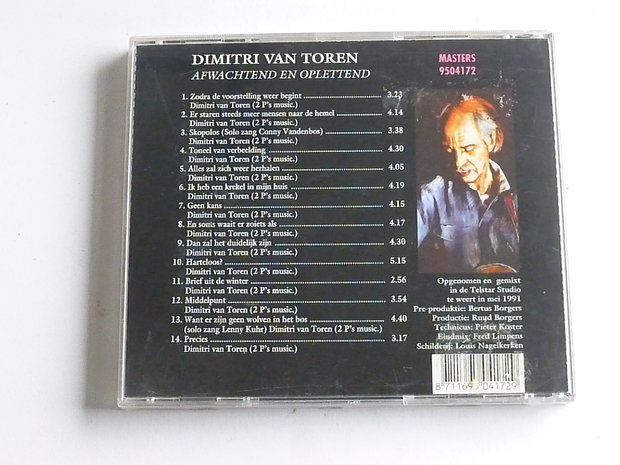 DIMITRI VAN TOREN
AFWACHTEND EN OPLETTEND
MASTERS
9504172
1. Zodra de voorstelling weer begint 3.23
Dimitri van Toren (2 P's music.)
2. Er staren steeds meer mensen naar de hemel 4.14
Dimitri van Toren (2 P's music.)
3. Skopolos (Solo zang Conny Vandenbos) 3.38
Dimitri van Toren (2 P's music.)
4. Toneel van verbeelding 4.30
Dimitri van Toren (2 P's music.)
5. Alles zal zich weer herhalen 4.05
Dimitri van Toren (2 P's music.)
6. Ik heb een krekel in mijn huis 4.19
Dimitri van Toren (2 P's music.)
7. Geen kans 4.15
Dimitri van Toren (2 P's music.)
8. En soms waait er zoiets als 4.17
Dimitri van Toren (2 P's music.)
9. Dan zal het duidelijk zijn 4.30
Dimitri van Toren (2 P's music.)
10. Harteloos? 5.15
Dimitri van Toren (2 P's music.)
11. Brief uit de winter 2.56
Dimitri van Toren (2 P's music.)
12. Middelpunt 3.54
Dimitri van Toren (2 P's music.)
13. Want er zijn geen wolven in het bos 4.40
(solo zang Lenny Kuhr) Dimitri van Toren (2 P's music.)
14. Precies 3.17
Dimitri van Toren (2 P's music.)
Opgenomen en gemixt
in de Telstar Studio
te weert in mei 1991
Pre-produktie: Bertus Borgers
Productie: Ruud Borgers
Technicus: Pieter Koster
Eindmix: Fred Limpens
Schilderij: Louis Nagelkerken
8 711695 041729